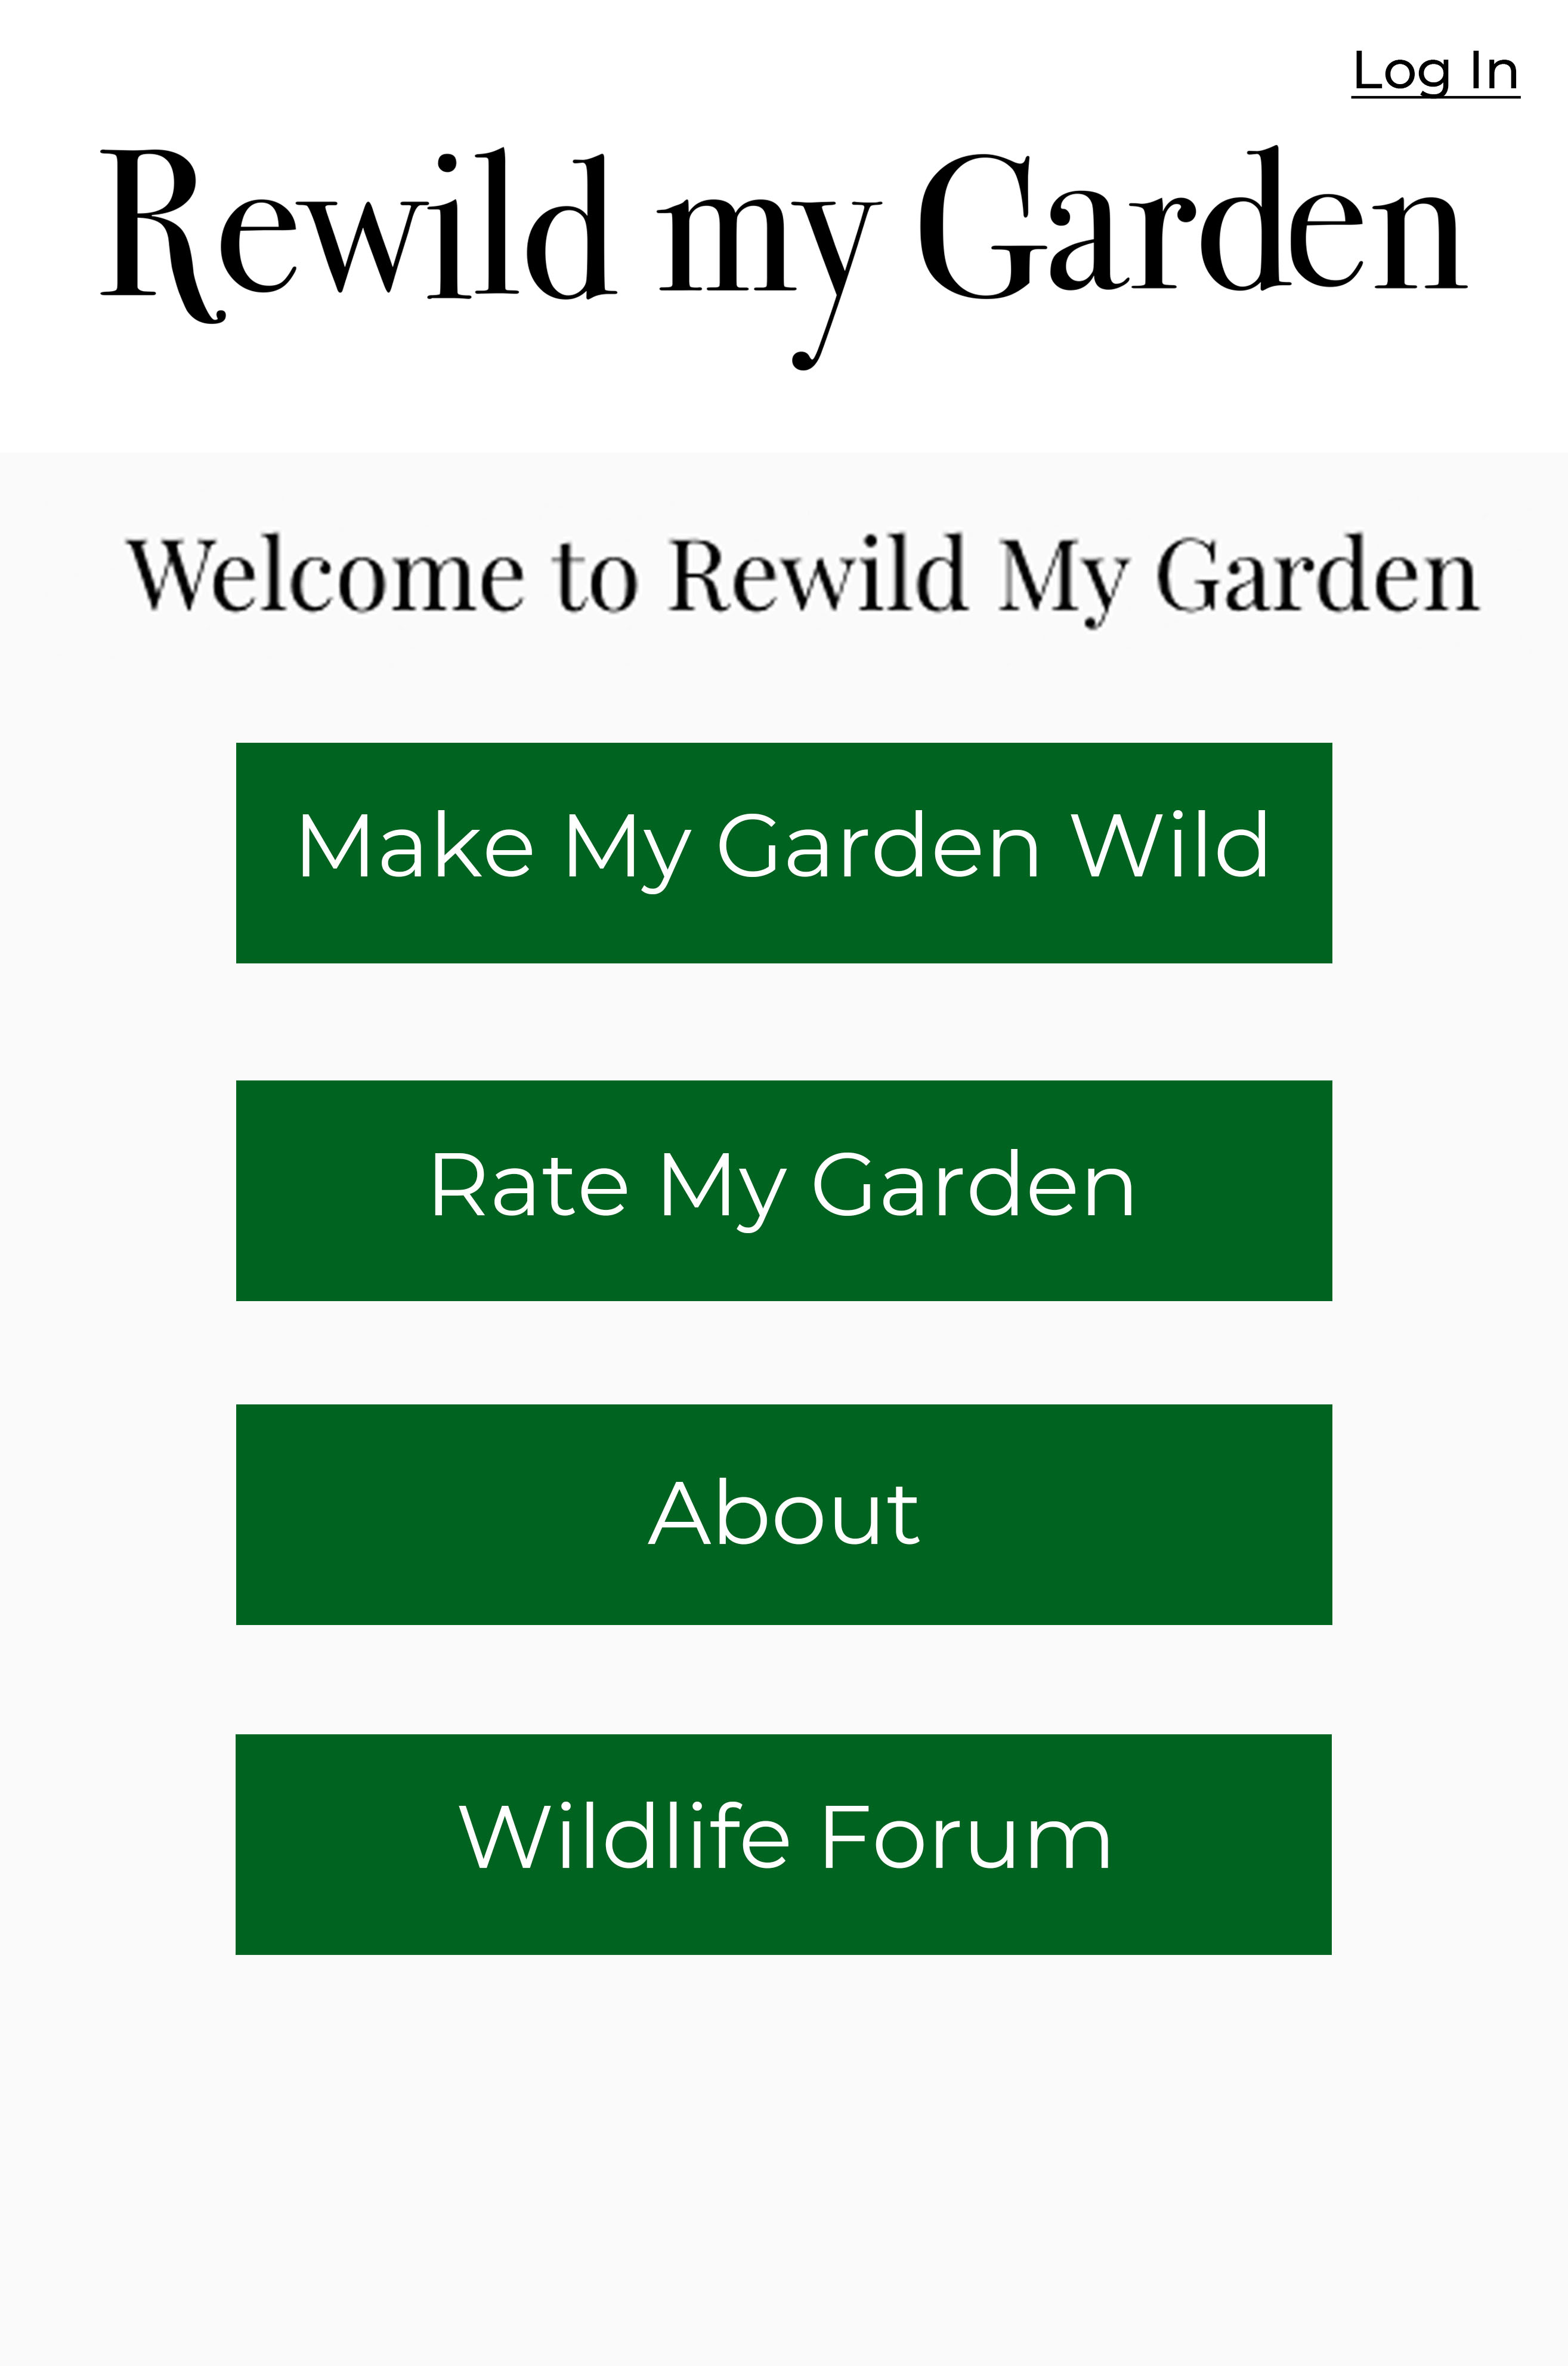 Log In
Rewild my Garden
Welcome to Rewild My Garden
Make My Garden Wild
Rate My Garden
About
Wildlife Forum